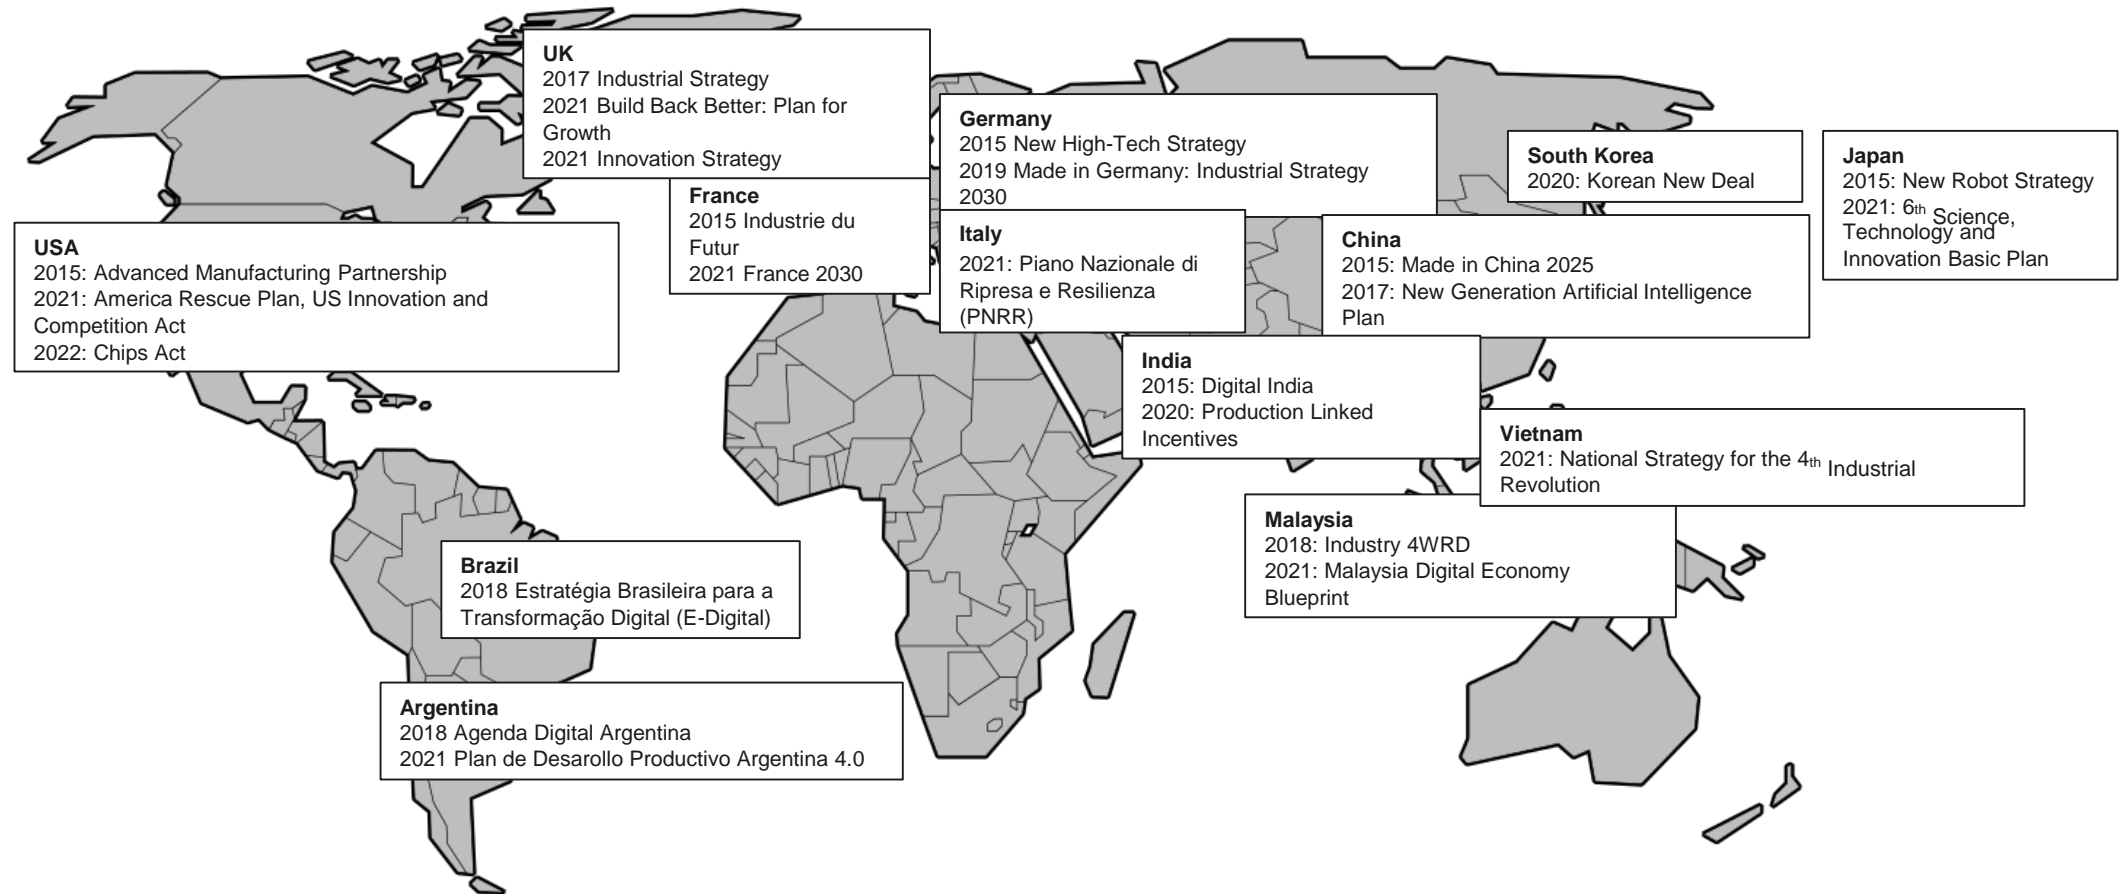 UK
2017 Industrial Strategy
2021 Build Back Better: Plan for
Growth
2021 Innovation Strategy
Germany
2015 New High-Tech Strategy
2019 Made in Germany: Industrial Strategy
2030
South Korea
2020: Korean New Deal
Japan
2015: New Robot Strategy
2021: 6th Science,
Technology and
Innovation Basic Plan
France
2015 Industrie du
Futur
2021 France 2030
USA
2015: Advanced Manufacturing Partnership
2021: America Rescue Plan, US Innovation and
Competition Act
2022: Chips Act
Italy
2021: Piano Nazionale di
Ripresa e Resilienza
(PNRR)
China
2015: Made in China 2025
2017: New Generation Artificial Intelligence
Plan
India
2015: Digital India
2020: Production Linked
Incentives
Vietnam
2021: National Strategy for the 4th Industrial
Revolution
Malaysia
2018: Industry 4WRD
2021: Malaysia Digital Economy
Blueprint
Brazil
2018 Estratégia Brasileira para a
Transformação Digital (E-Digital)
Argentina
2018 Agenda Digital Argentina
2021 Plan de Desarollo Productivo Argentina 4.0